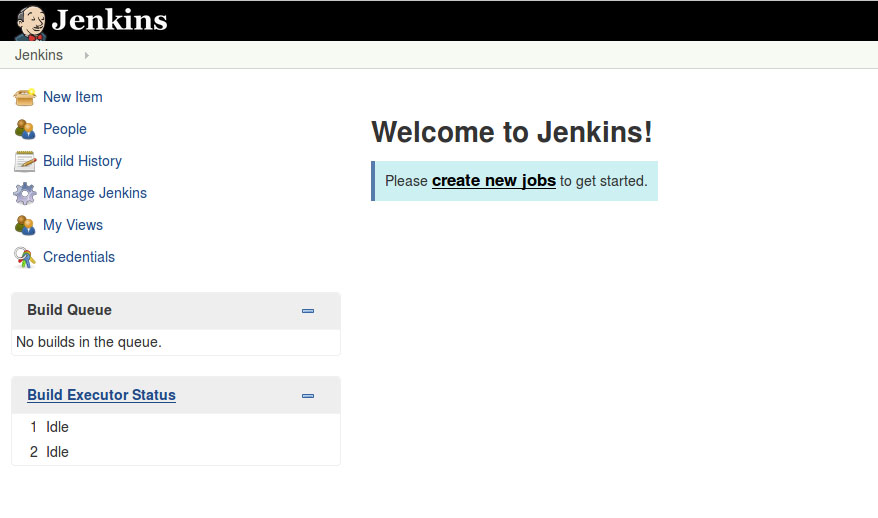 Jenkins
Jenkins
New Item
People
Build History
Manage Jenkins
My Views
Credentials
Welcome to Jenkins!
Please create new jobs to get started.
Build Queue
No builds in the queue.
Build Executor Status
1 Idle
2 Idle